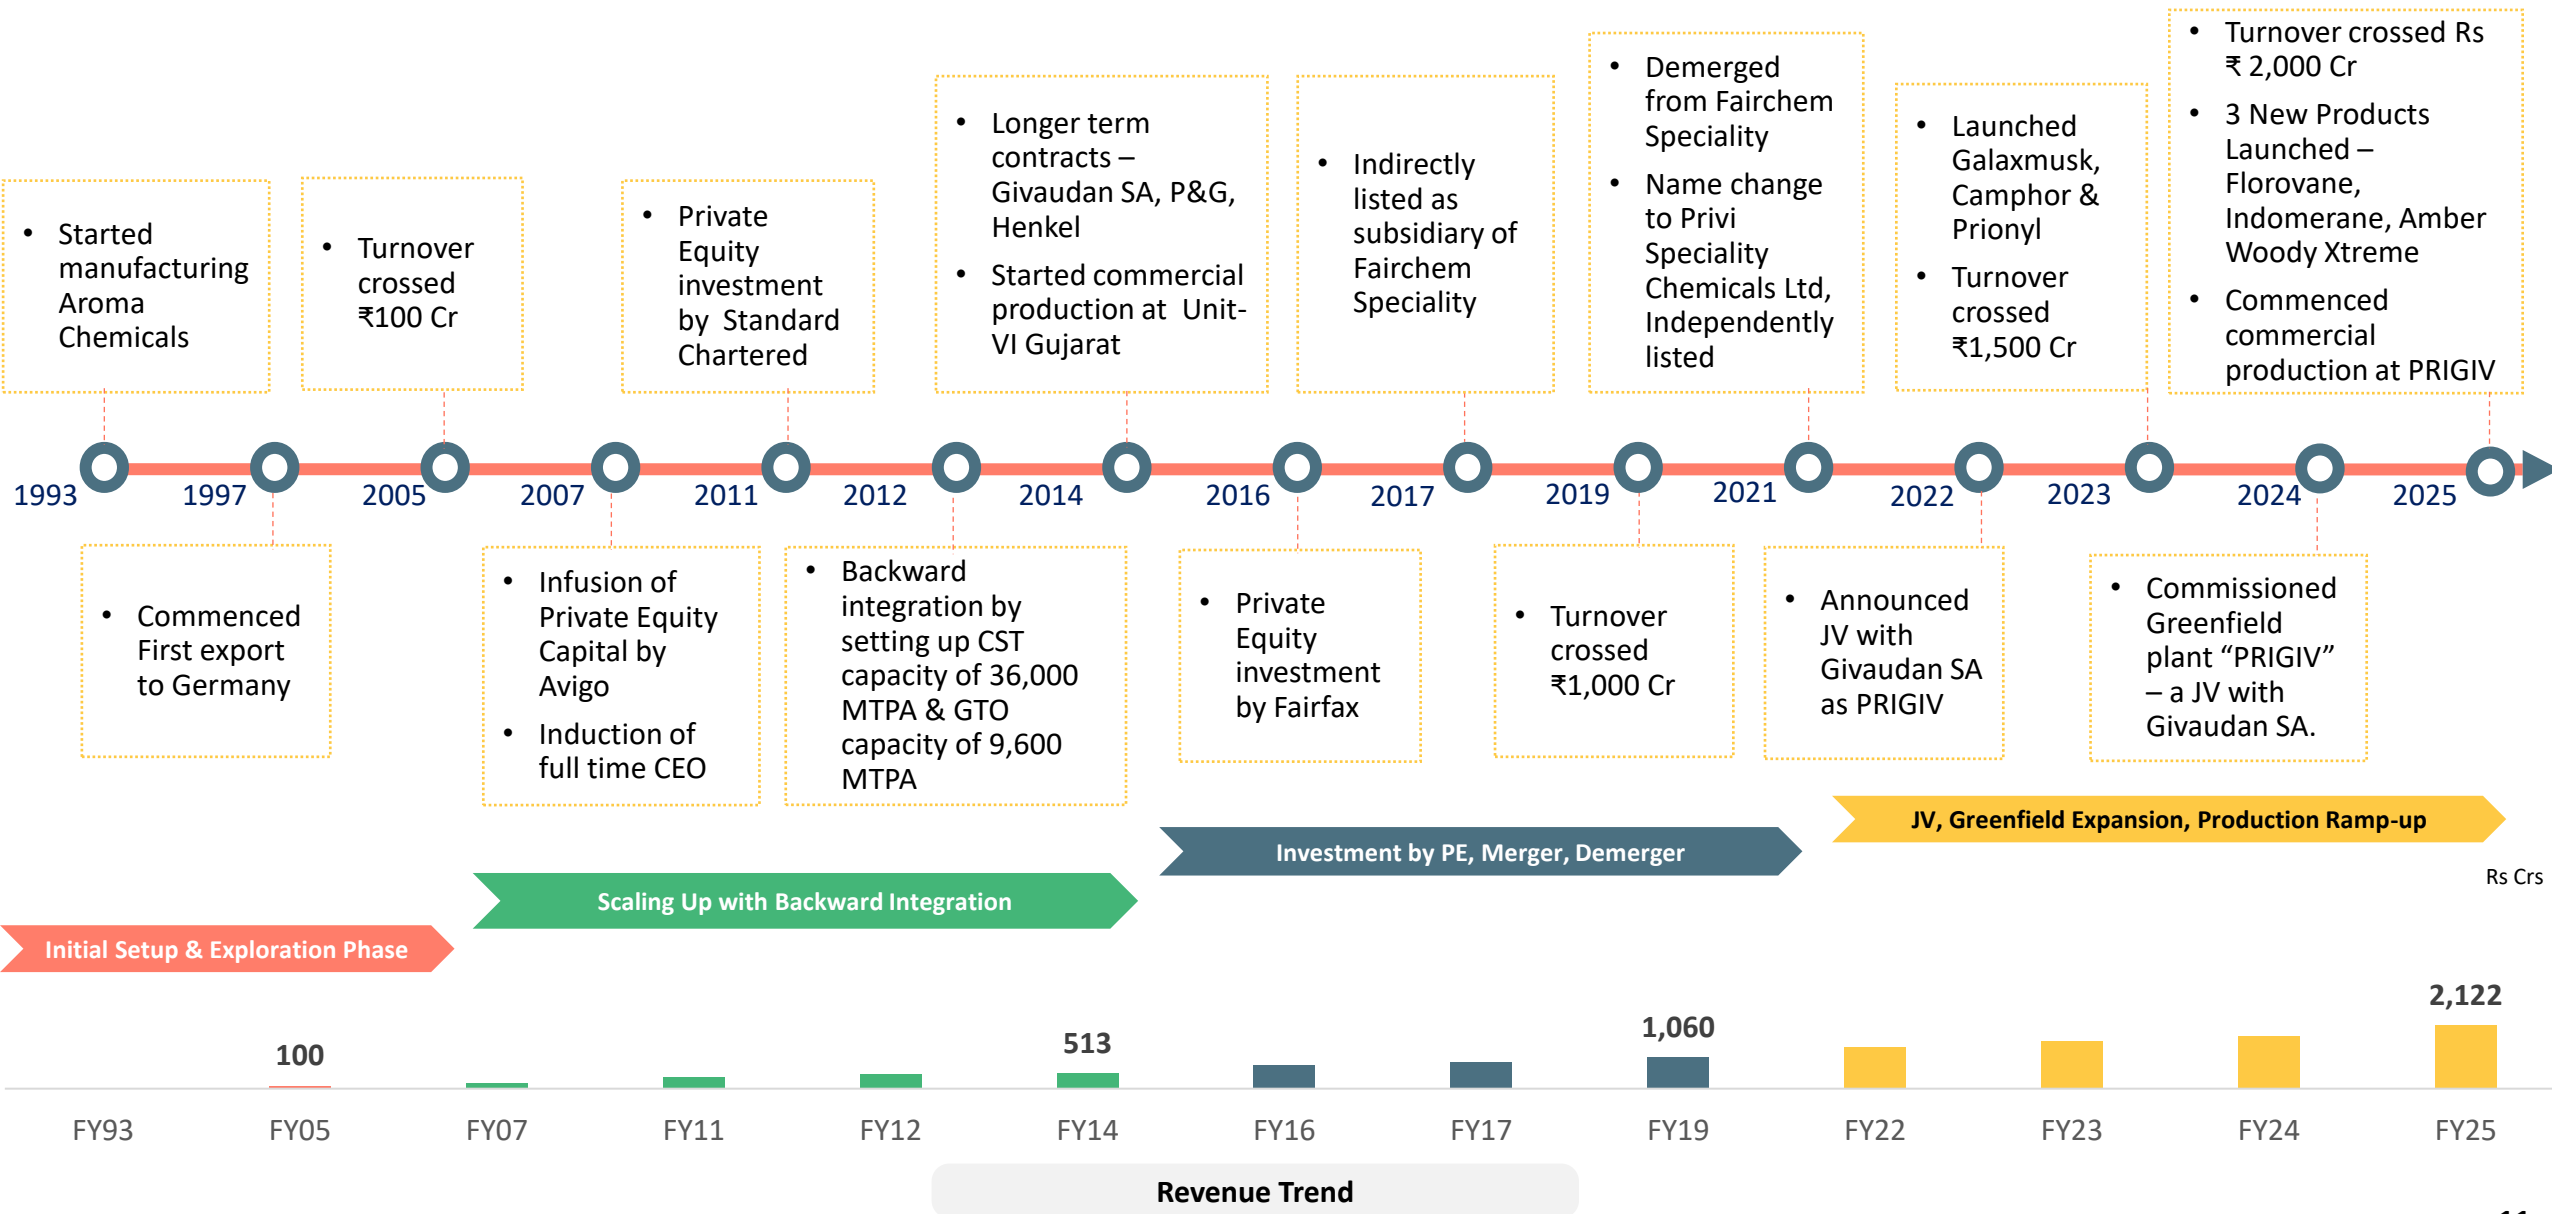 • Started
manufacturing
Aroma
Chemicals
• Turnover
crossed
₹100 Cr
• Private
Equity
investment
by Standard
Chartered
• Longer term
contracts –
Givaudan SA, P&G,
Henkel
• Started commercial
production at Unit-
VI Gujarat
• Indirectly
listed as
subsidiary of
Fairchem
Speciality
• Demerged
from Fairchem
Speciality
• Name change
to Privi
Speciality
Chemicals Ltd,
Independently
listed
• Launched
Galaxmusk,
Camphor &
Prionyl
• Turnover
crossed
₹1,500 Cr
• Turnover crossed Rs
₹ 2,000 Cr
• 3 New Products
Launched –
Florovane,
Indomerane, Amber
Woody Xtreme
• Commenced
commercial
production at PRIGIV
1993 1997 2005 2007 2011 2012 2014 2016 2017 2019 2021 2022 2023 2024 2025
• Commenced
First export
to Germany
• Infusion of
Private Equity
Capital by
Avigo
• Induction of
full time CEO
• Backward
integration by
setting up CST
capacity of 36,000
MTPA & GTO
capacity of 9,600
MTPA
• Private
Equity
investment
by Fairfax
• Turnover
crossed
₹1,000 Cr
• Announced
JV with
Givaudan SA
as PRIGIV
• Commissioned
Greenfield
plant “PRIGIV”
– a JV with
Givaudan SA.
JV, Greenfield Expansion, Production Ramp-up
Investment by PE, Merger, Demerger
Rs Crs
Scaling Up with Backward Integration
Initial Setup & Exploration Phase
100 513 1,060 2,122
FY93 FY05 FY07 FY11 FY12 FY14 FY16 FY17 FY19 FY22 FY23 FY24 FY25
Revenue Trend